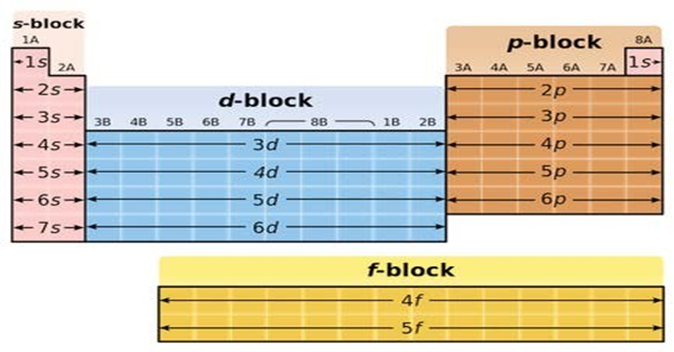 s-block
1A
1s
2A
2s
3s
4s
5s
6s
7s
d-block
3B 4B 5B 6B 7B 8B 1B 2B
3d
4d
5d
6d
p-block
8A
1s
3A 4A 5A 6A 7A
2p
3p
4p
5p
6p
f-block
4f
5f